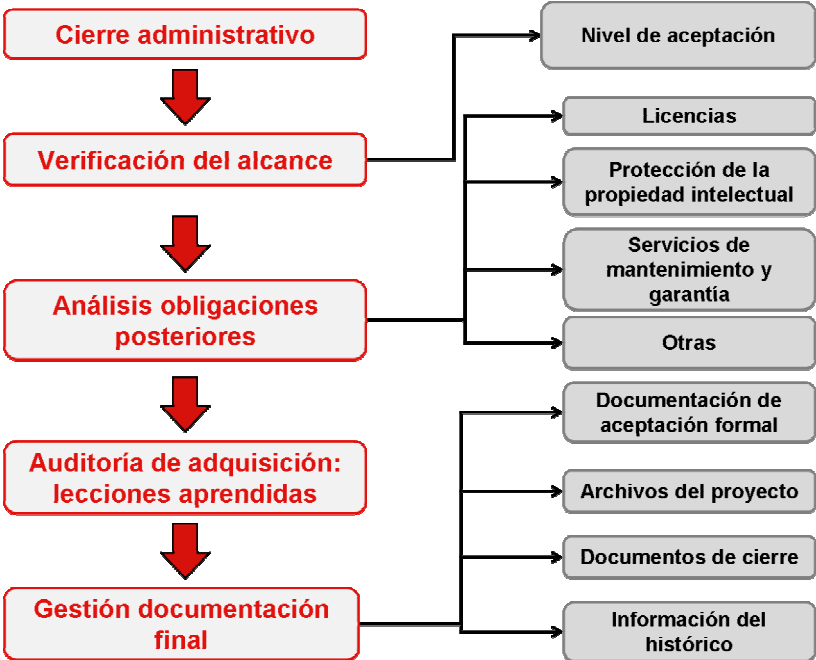 Cierre administrativo
Nivel de aceptación
Verificación del alcance
Licencias
Protección de la
propiedad intelectual
Servicios de
mantenimiento y
garantía
Otras
Análisis obligaciones
posteriores
Auditoría de adquisición:
lecciones aprendidas
Gestión documentación
final
Documentación de
aceptación formal
Archivos del proyecto
Documentos de cierre
Información del
histórico